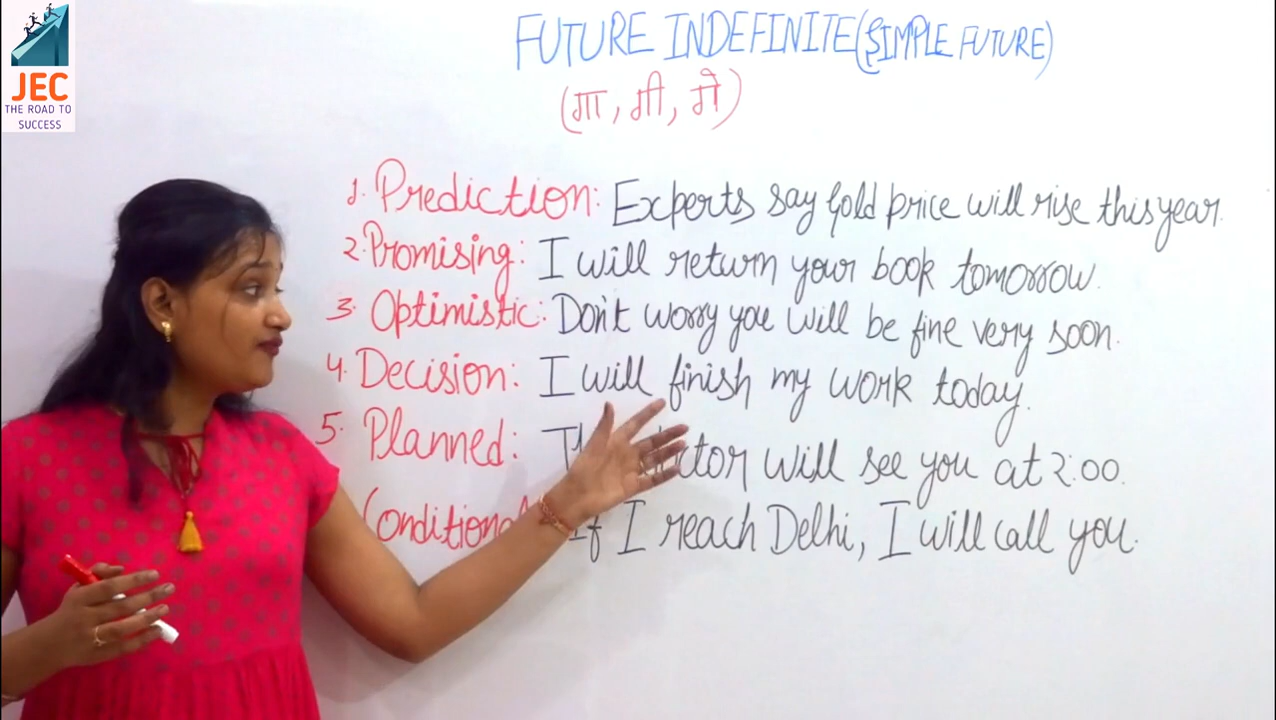 JEC
THE ROAD TO
SUCCESS
FUTURE INDEFINITE(SIMPLE FUTURE)
(गा, गी, गे)
1. Prediction: Experts say Gold price will rise this year.
2. Promising: I will return your book tomorrow.
3. Optimistic: Don't worry you will be fine very soon.
4. Decision: I will finish my work today.
5. Planned: will see you at 2:00.
If I reach Delhi, I will call you.